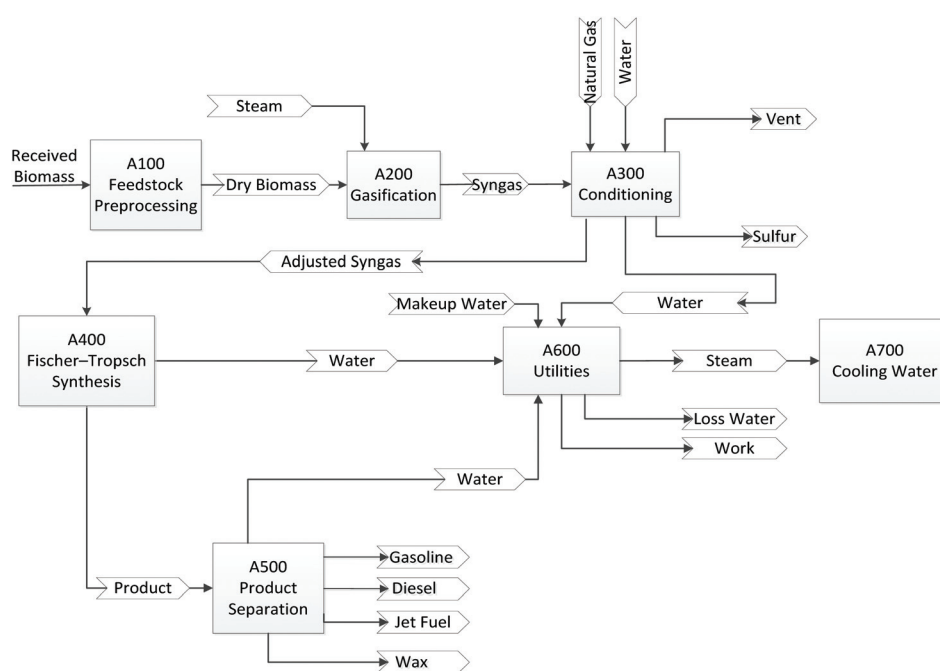 Natural Gas
Water
Steam
Vent
Received
Biomass
A100
Feedstock
Preprocessing
Dry Biomass
A200
Gasification
Syngas
A300
Conditioning
Sulfur
Adjusted Syngas
Makeup Water
Water
A400
Fischer–Tropsch
Synthesis
Water
A600
Utilities
Steam
A700
Cooling Water
Loss Water
Work
Water
A500
Product
Separation
Product
Gasoline
Diesel
Jet Fuel
Wax